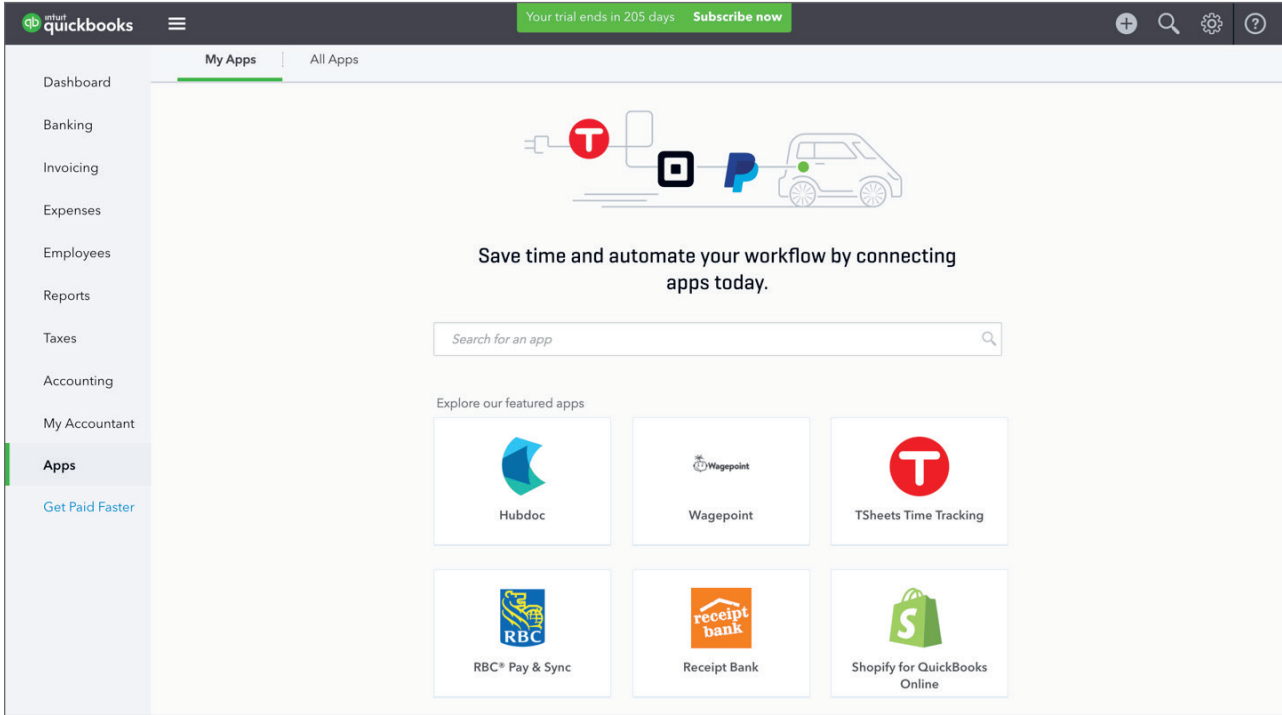 intuit
quickbooks
Your trial ends in 205 days Subscribe now
My Apps All Apps
Dashboard
Banking
Invoicing
Expenses
Employees
Reports
Taxes
Accounting
My Accountant
Apps
Get Paid Faster
Save time and automate your workflow by connecting
apps today.
Search for an app
Explore our featured apps
Hubdoc
Wagepoint
Wagepoint
TSheets Time Tracking
RBC
RBC® Pay & Sync
receipt
bank
Receipt Bank
Shopify for QuickBooks
Online